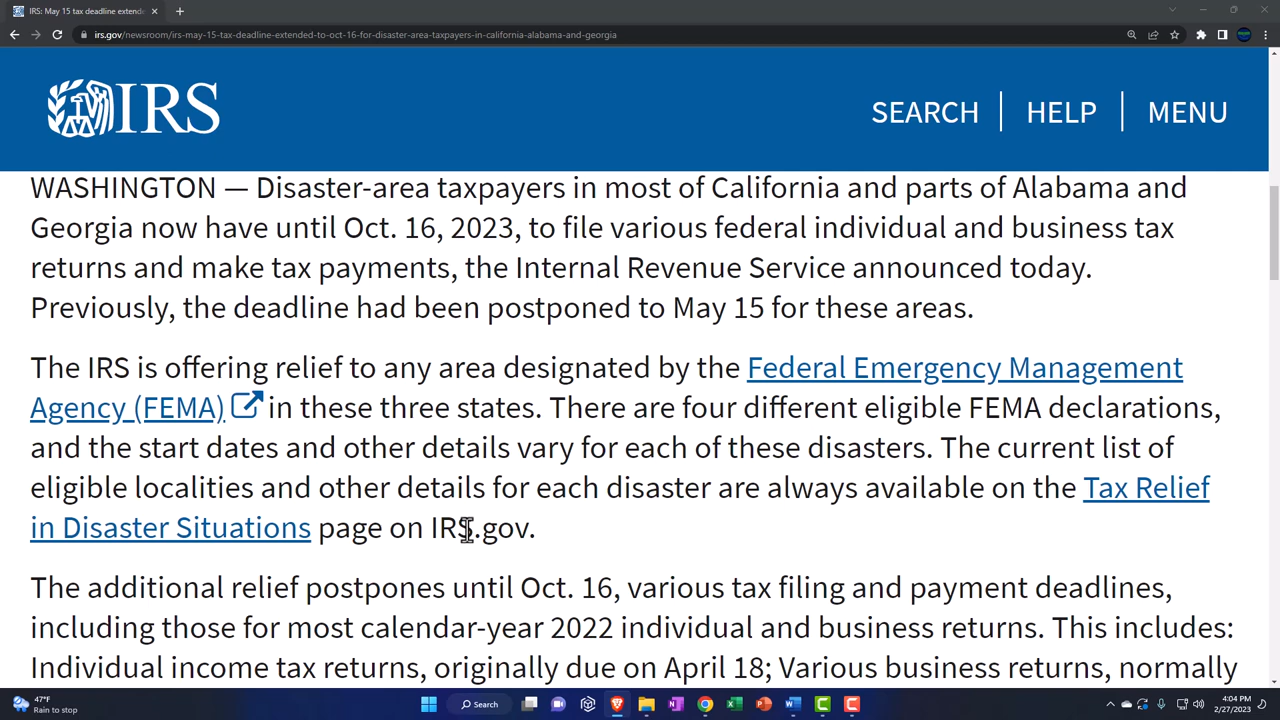 IRS: May 15 tax deadline extende
irs.gov/newsroom/irs-may-15-tax-deadline-extended-to-oct-16-for-disaster-area-taxpayers-in-california-alabama-and-georgia
IRS
SEARCH HELP MENU
WASHINGTON — Disaster-area taxpayers in most of California and parts of Alabama and
Georgia now have until Oct. 16, 2023, to file various federal individual and business tax
returns and make tax payments, the Internal Revenue Service announced today.
Previously, the deadline had been postponed to May 15 for these areas.
The IRS is offering relief to any area designated by the Federal Emergency Management
Agency (FEMA) in these three states. There are four different eligible FEMA declarations,
and the start dates and other details vary for each of these disasters. The current list of
eligible localities and other details for each disaster are always available on the Tax Relief
in Disaster Situations page on IRS.gov.
The additional relief postpones until Oct. 16, various tax filing and payment deadlines,
including those for most calendar-year 2022 individual and business returns. This includes:
Individual income tax returns, originally due on April 18; Various business returns, normally
47°F
Rain to stop
Search
4:04 PM
2/27/2023